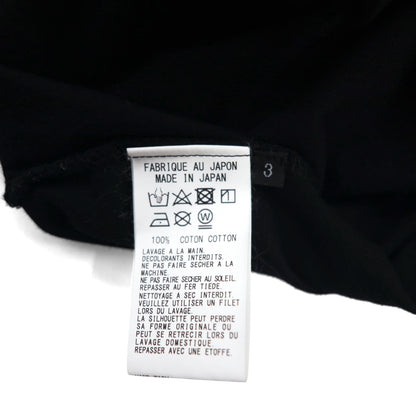 FABRIQUE AU JAPON
MADE IN JAPAN
3
100% COTON COTTON
LAVAGE A LA MAIN.
DECOLORANTS INTERDITS.
NE PAS FAIRE SECHER A LA
MACHINE.
NE PAS FAIRE SECHER AU SOLEIL.
REPASSER AU FER TIEDE.
NETTOYAGE A SEC INTERDIT.
VEUILLEZ UTILISER UN FILET
LORS DU LAVAGE.
LA SILHOUETTE PEUT PERDRE
SA FORME ORIGINAL OU
PEUT SE RETRECIR LORS DU
LAVAGE DOMESTIQUE.
REPASSER AVEC UNE ETOFFE.